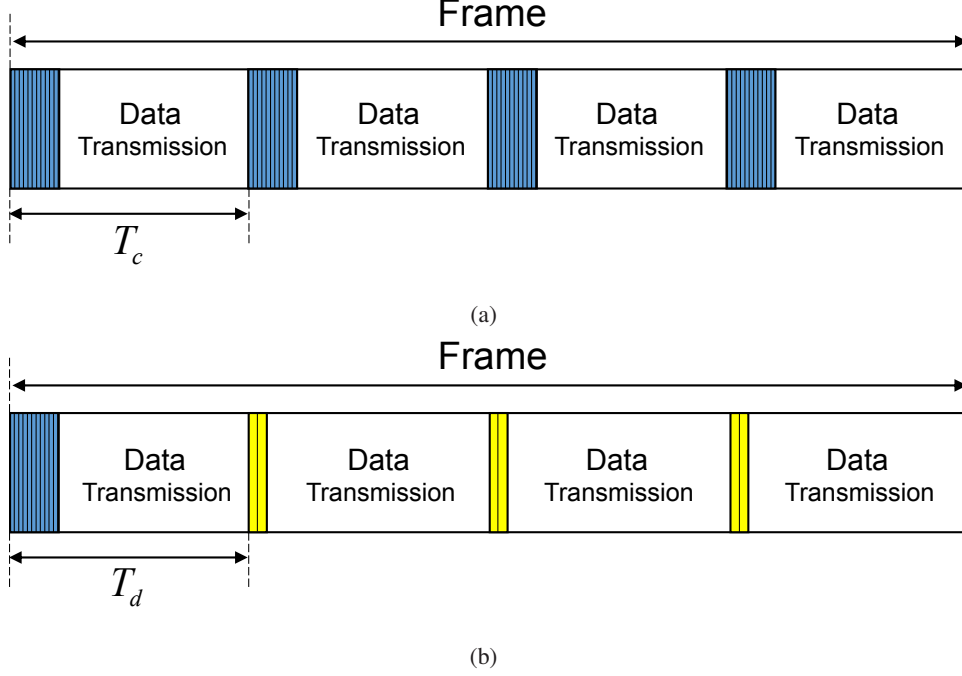 Frame
Data Data Data Data
Transmission Transmission Transmission Transmission
T_c
(a)
Frame
Data Data Data Data
Transmission Transmission Transmission Transmission
T_d
(b)